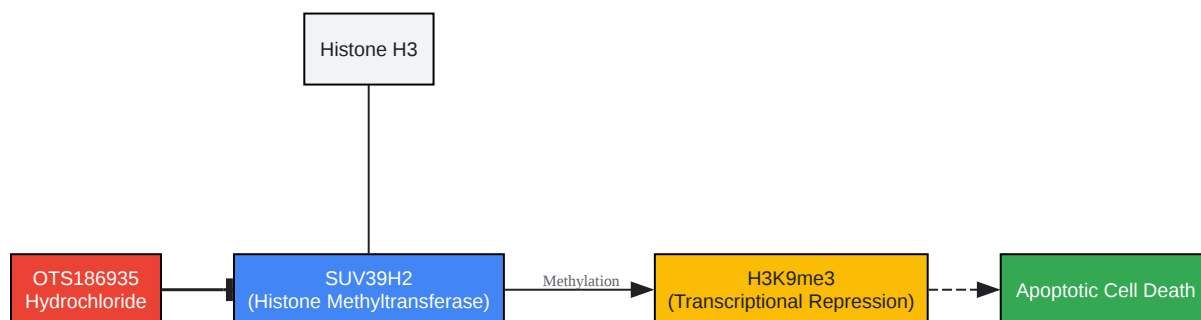 Histone H3
OTS186935
Hydrochloride
SUV39H2
(Histone Methyltransferase)
Methylation
H3K9me3
(Transcriptional Repression)
Apoptotic Cell Death